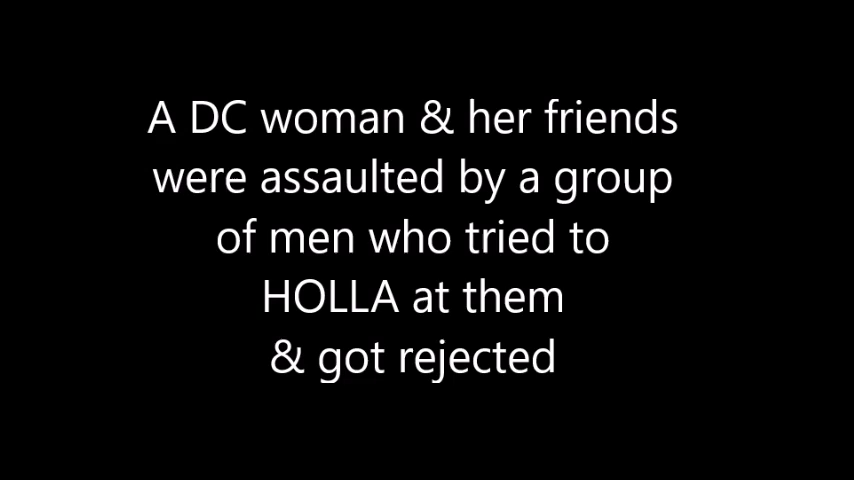 A DC woman & her friends
were assaulted by a group
of men who tried to
HOLLA at them
& got rejected